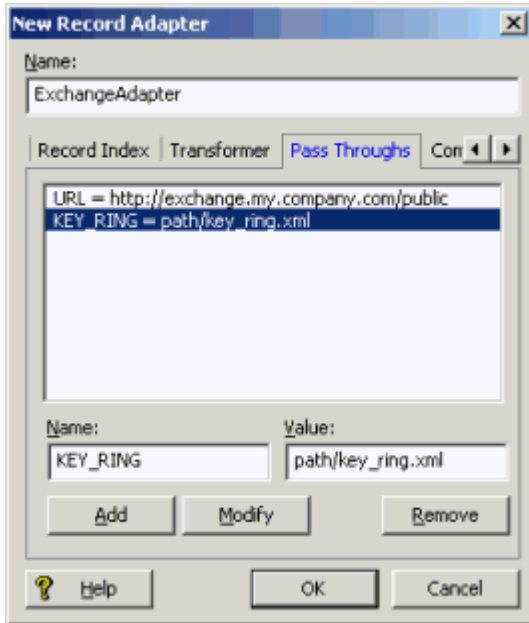 New Record Adapter
Name:
ExchangeAdapter
Record Index Transformer Pass Throughs
URL = http://exchange.my.company.com/public
KEY_RING = path/key_ring.xml
Name: Value:
KEY_RING path/key_ring.xml
Add Modify Remove
Help OK Cancel